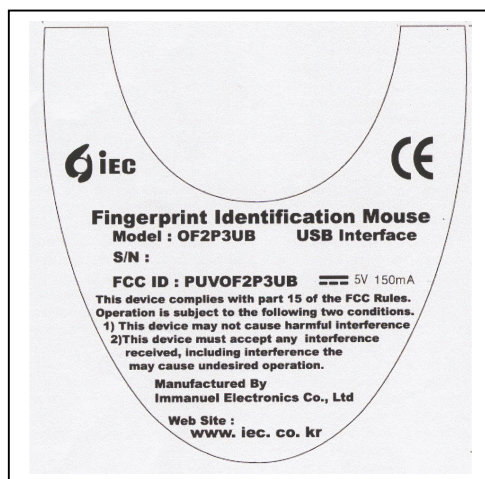 iEC
CE
Fingerprint Identification Mouse
Model : OF2P3UB USB Interface
S/N :
FCC ID : PUVOF2P3UB 5V 150mA
This device complies with part 15 of the FCC Rules.
Operation is subject to the following two conditions.
1) This device may not cause harmful interference
2)This device must accept any interference
received, including interference the
may cause undesired operation.
Manufactured By
Immanuel Electronics Co., Ltd
Web Site :
www. iec. co. kr